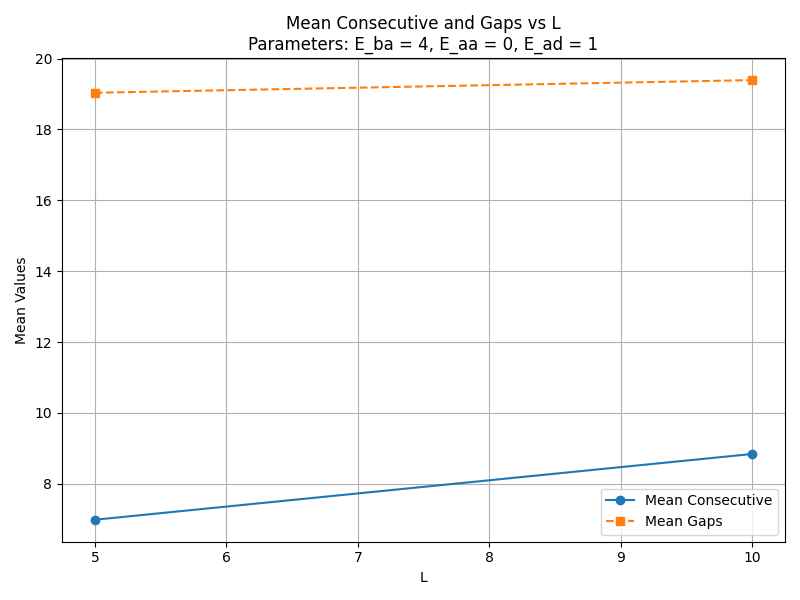 Mean Consecutive and Gaps vs L
Parameters: E_ba = 4, E_aa = 0, E_ad = 1
Mean Values
20
18
16
14
12
10
8
5
6
7
8
9
10
L
Mean Consecutive
Mean Gaps